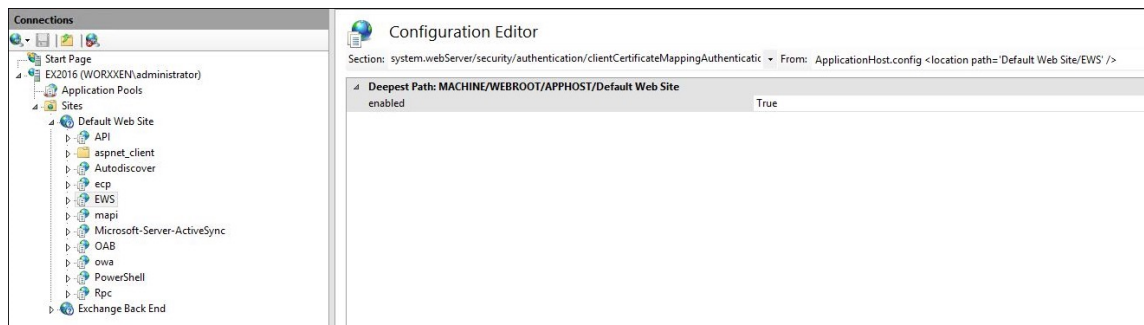 Connections
Start Page
EX2016 (WORXXEN\administrator)
Application Pools
Sites
Default Web Site
API
aspnet_client
Autodiscover
ecp
EWS
mapi
Microsoft-Server-ActiveSync
OAB
owa
PowerShell
Rpc
Exchange Back End
Configuration Editor
Section: system.webServer/security/authentication/clientCertificateMappingAuthenticatic From: ApplicationHost.config <location path='Default Web Site/EWS' />
Deepest Path: MACHINE/WEBROOT/APPHOST/Default Web Site
enabled True